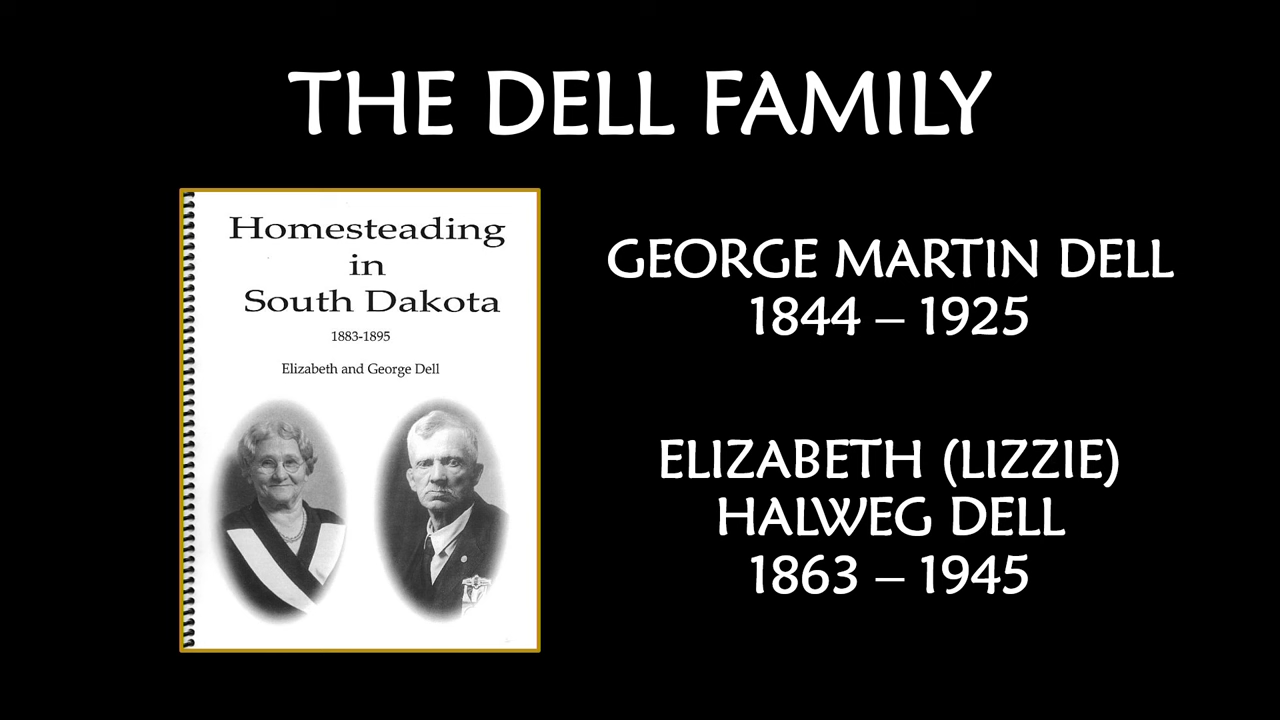 THE DELL FAMILY
Homesteading
in
South Dakota
1883-1895
Elizabeth and George Dell
GEORGE MARTIN DELL
1844 – 1925
ELIZABETH (LIZZIE)
HALWEG DELL
1863 – 1945